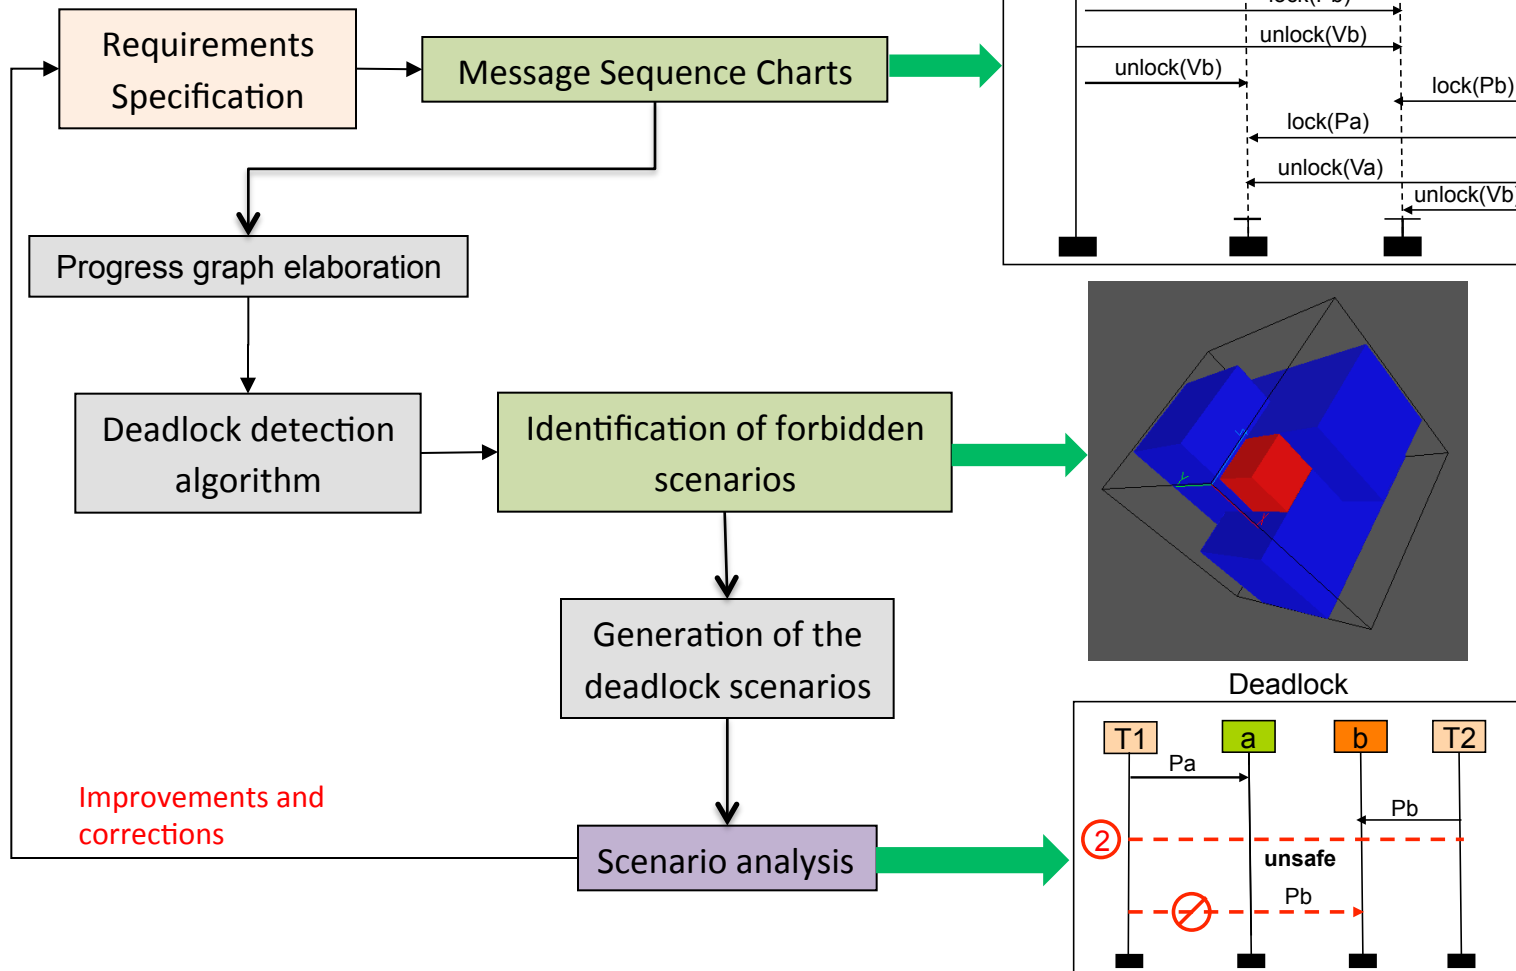 Requirements
Specification
Message Sequence Charts
lock(Pb)
unlock(Vb)
unlock(Vb)
lock(Pb)
lock(Pa)
unlock(Va)
unlock(Vb)
Progress graph elaboration
Deadlock detection
algorithm
Identification of forbidden
scenarios
Generation of the
deadlock scenarios
Improvements and
corrections
Scenario analysis
Deadlock
T1 a b T2
Pa
Pb
2
unsafe
Pb